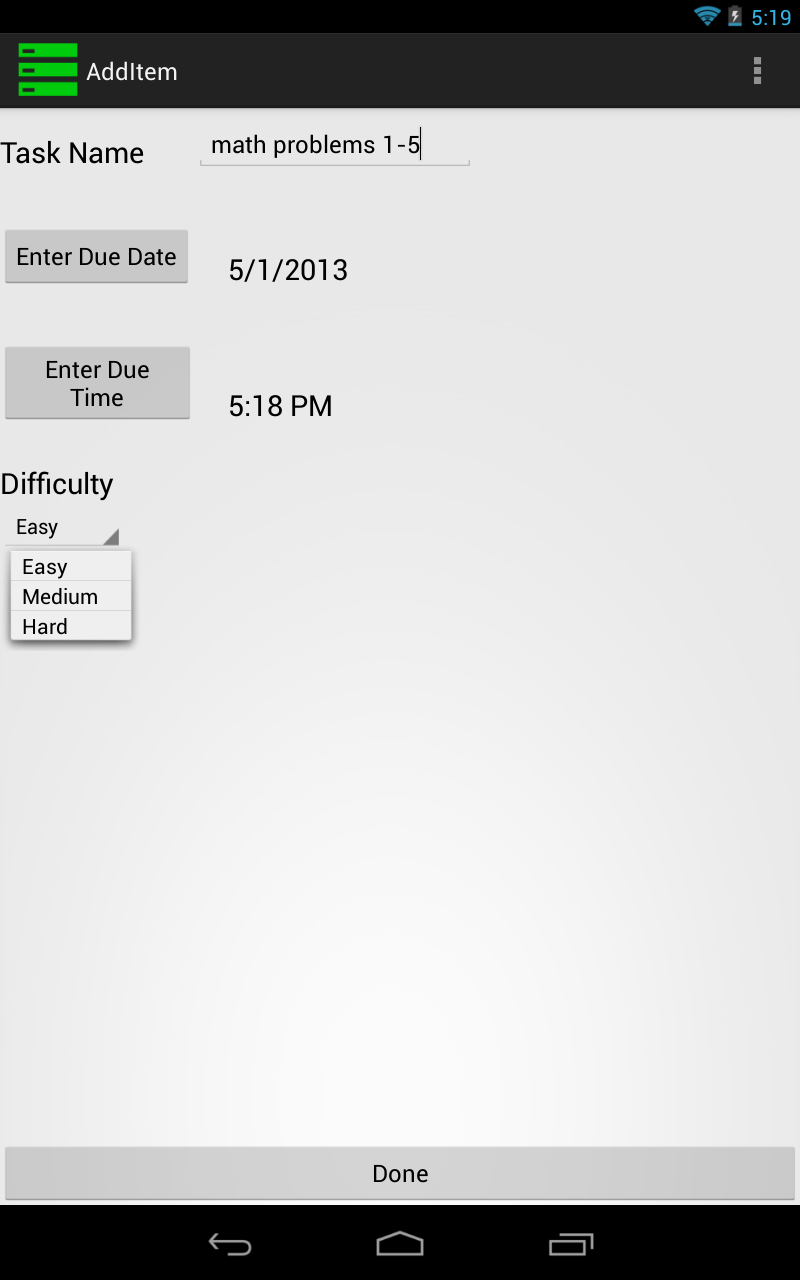 5:19
AddItem
Task Name
math problems 1-5
Enter Due Date
5/1/2013
Enter Due
Time
5:18 PM
Difficulty
Easy
Easy
Medium
Hard
Done